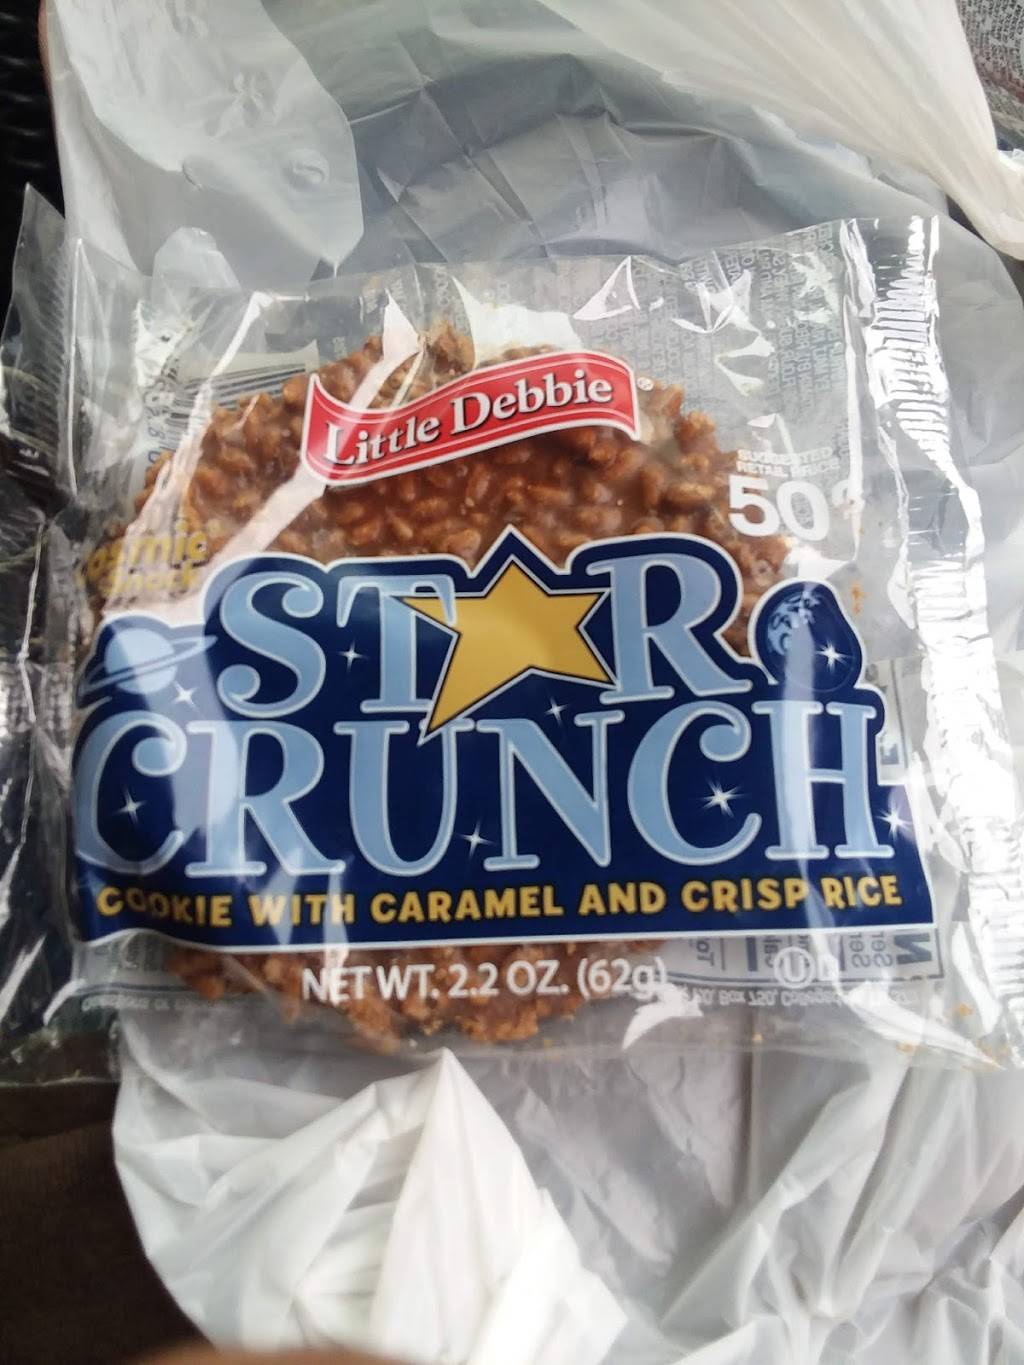 Little Debbie®
SUGGESTED
RETAIL PRICE
50¢
Snack
STAR
CRUNCH
COOKIE WITH CARAMEL AND CRISP RICE
NET WT. 2.2 OZ. (62g)
U D